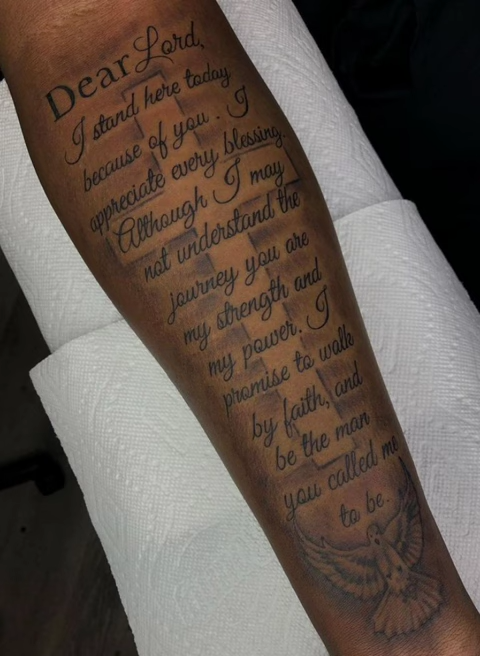 Dear Lord,
I stand here today
because of you. I
appreciate every blessing.
Although I may
not understand the
journey you are
my strength and
my power. I
promise to walk
by faith, and
be the man
you called me
to be.